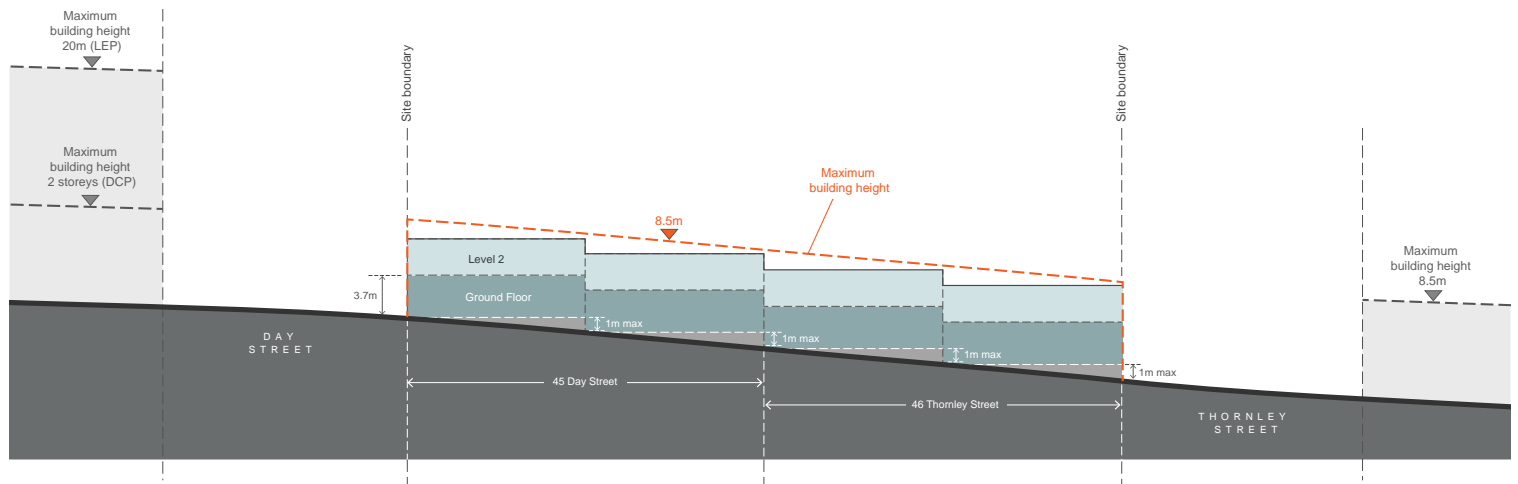 Maximum
building height
20m (LEP)
Maximum
building height
2 storeys (DCP)
Site boundary
Site boundary
Maximum
building height
8.5m
Level 2
Ground Floor
3.7m
1m max
1m max
1m max
1m max
Maximum
building height
8.5m
DAY
STREET
45 Day Street
46 Thornley Street
THORNLEY
STREET